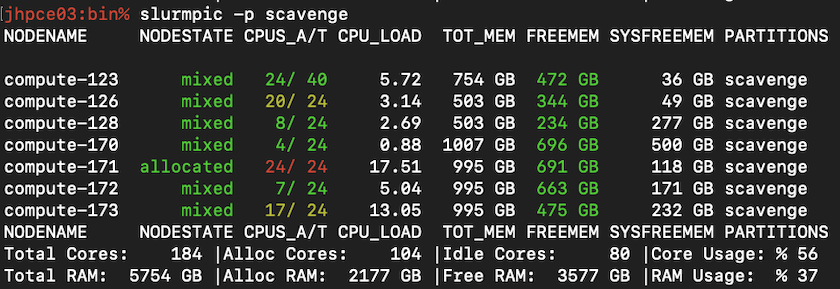 [jhpce03:bin% slurmpic -p scavenge
NODENAME NODESTATE CPUS_A/T CPU_LOAD TOT_MEM FREEMEM SYSFREEMEM PARTITIONS
compute-123 mixed 24/ 40 5.72 754 GB 472 GB 36 GB scavenge
compute-126 mixed 20/ 24 3.14 503 GB 344 GB 49 GB scavenge
compute-128 mixed 8/ 24 2.69 503 GB 234 GB 277 GB scavenge
compute-170 mixed 4/ 24 0.88 1007 GB 696 GB 500 GB scavenge
compute-171 allocated 24/ 24 17.51 995 GB 691 GB 118 GB scavenge
compute-172 mixed 7/ 24 5.04 995 GB 663 GB 171 GB scavenge
compute-173 mixed 17/ 24 13.05 995 GB 475 GB 232 GB scavenge
NODENAME NODESTATE CPUS_A/T CPU_LOAD TOT_MEM FREEMEM SYSFREEMEM PARTITIONS
Total Cores: 184 |Alloc Cores: 104 |Idle Cores: 80 |Core Usage: % 56
Total RAM: 5754 GB |Alloc RAM: 2177 GB |Free RAM: 3577 GB |RAM Usage: % 37